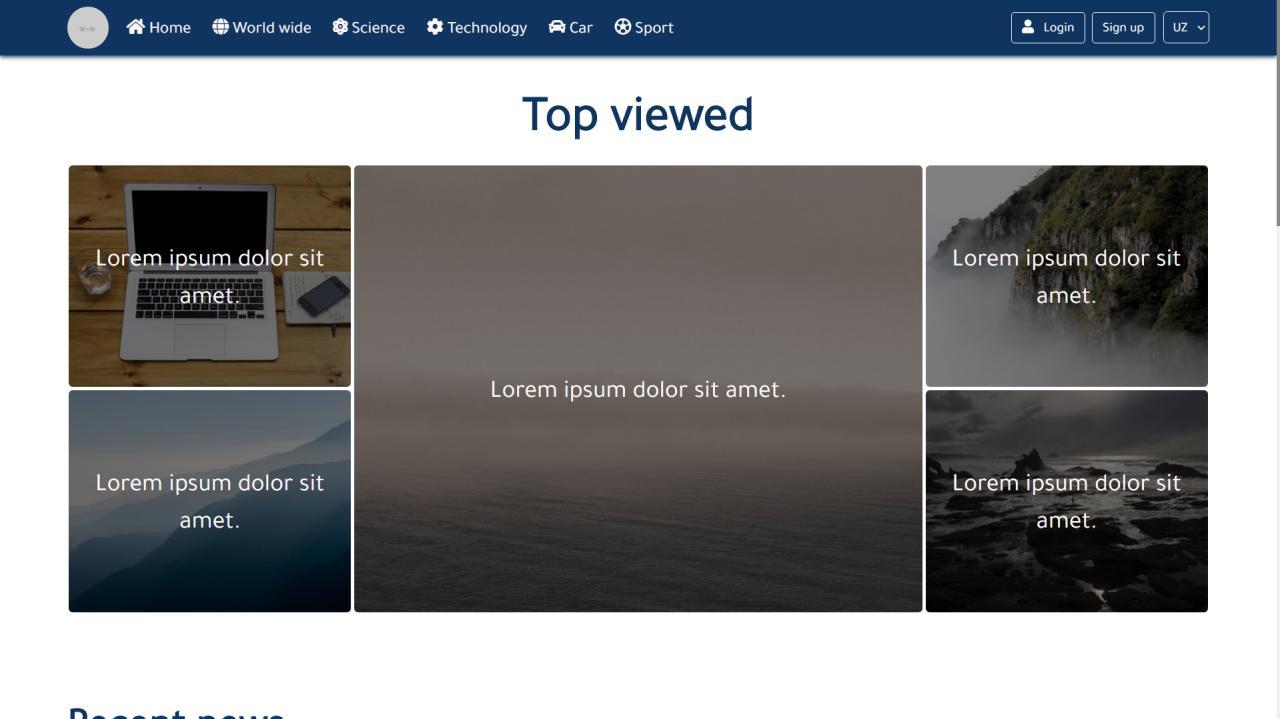 Home World wide Science Technology Car Sport Login Sign up UZ
Top viewed
Lorem ipsum dolor sit
amet.
Lorem ipsum dolor sit amet.
Lorem ipsum dolor sit
amet.
Lorem ipsum dolor sit
amet.
Lorem ipsum dolor sit
amet.
Recent news